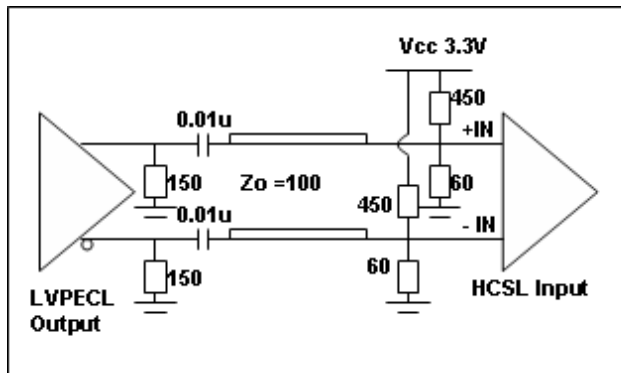 Vcc 3.3V
450
0.01u
+IN
150
Zo =100
60
0.01u
450
- IN
150
60
LVPECL
Output
HCSL Input